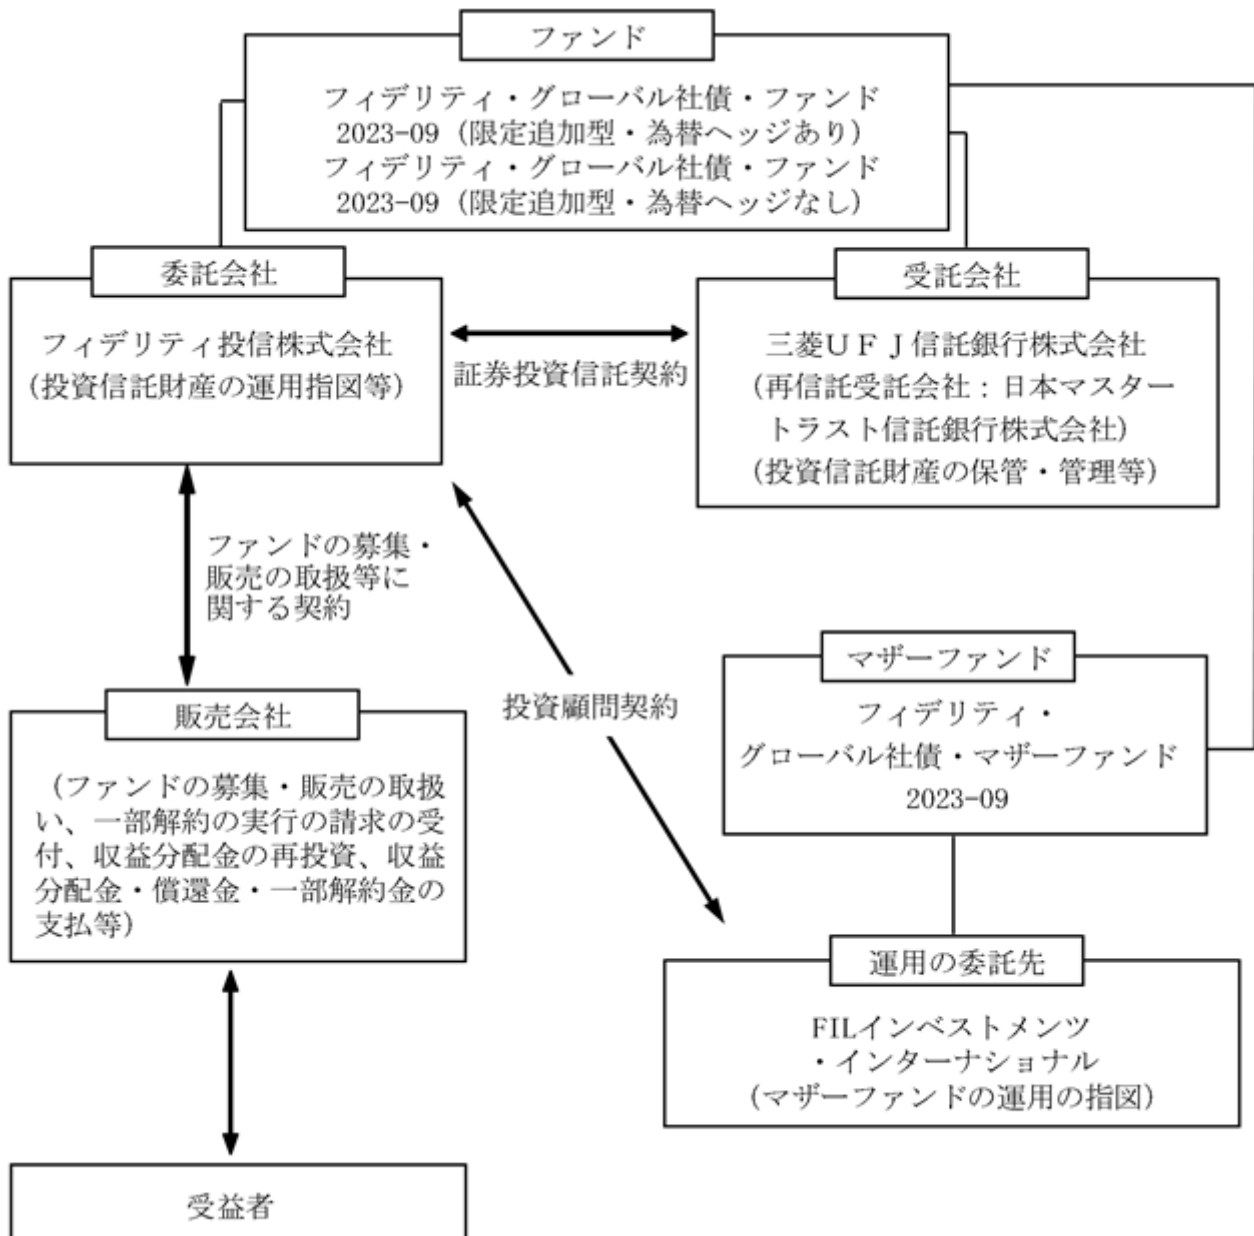 ファンド
フィデリティ・グローバル社債・ファンド
2023-09（限定追加型・為替ヘッジあり）
フィデリティ・グローバル社債・ファンド
2023-09（限定追加型・為替ヘッジなし）
委託会社
フィデリティ投信株式会社
（投資信託財産の運用指図等）
証券投資信託契約
受託会社
三菱ＵＦＪ信託銀行株式会社
（再信託受託会社：日本マスター
トラスト信託銀行株式会社）
（投資信託財産の保管・管理等）
ファンドの募集・
販売の取扱等に
関する契約
投資顧問契約
マザーファンド
フィデリティ・
グローバル社債・マザーファンド
2023-09
販売会社
（ファンドの募集・販売の取扱
い、一部解約の実行の請求の受
付、収益分配金の再投資、収益
分配金・償還金・一部解約金の
支払等）
運用の委託先
FILインベストメンツ
・インターナショナル
（マザーファンドの運用の指図）
受益者